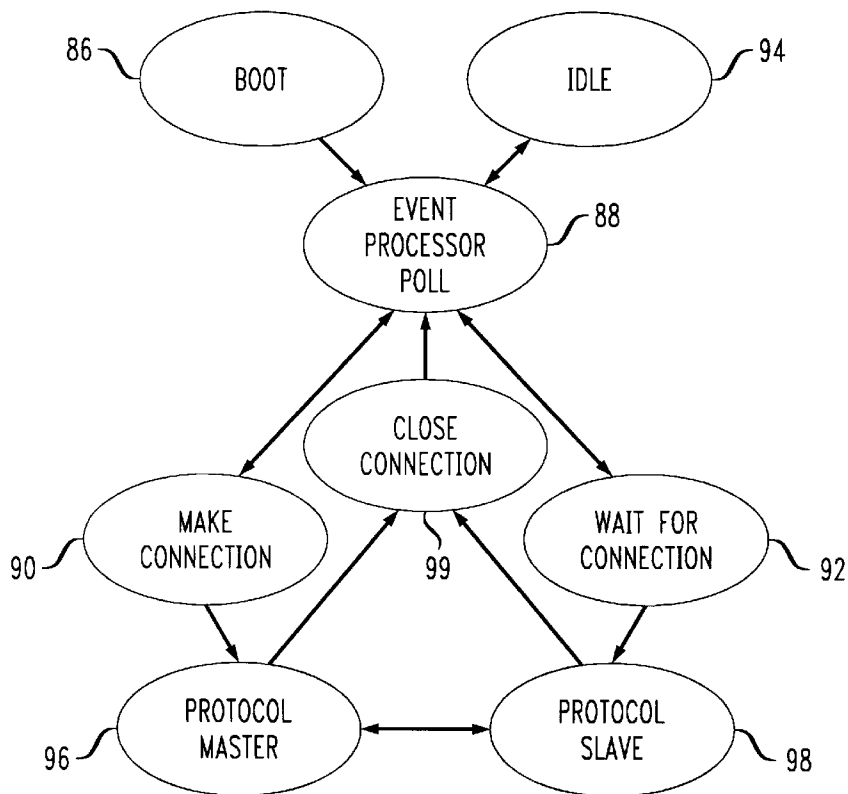 86
BOOT
IDLE
94
EVENT
PROCESSOR
POLL
88
CLOSE
CONNECTION
99
MAKE
CONNECTION
90
WAIT FOR
CONNECTION
92
PROTOCOL
MASTER
96
PROTOCOL
SLAVE
98